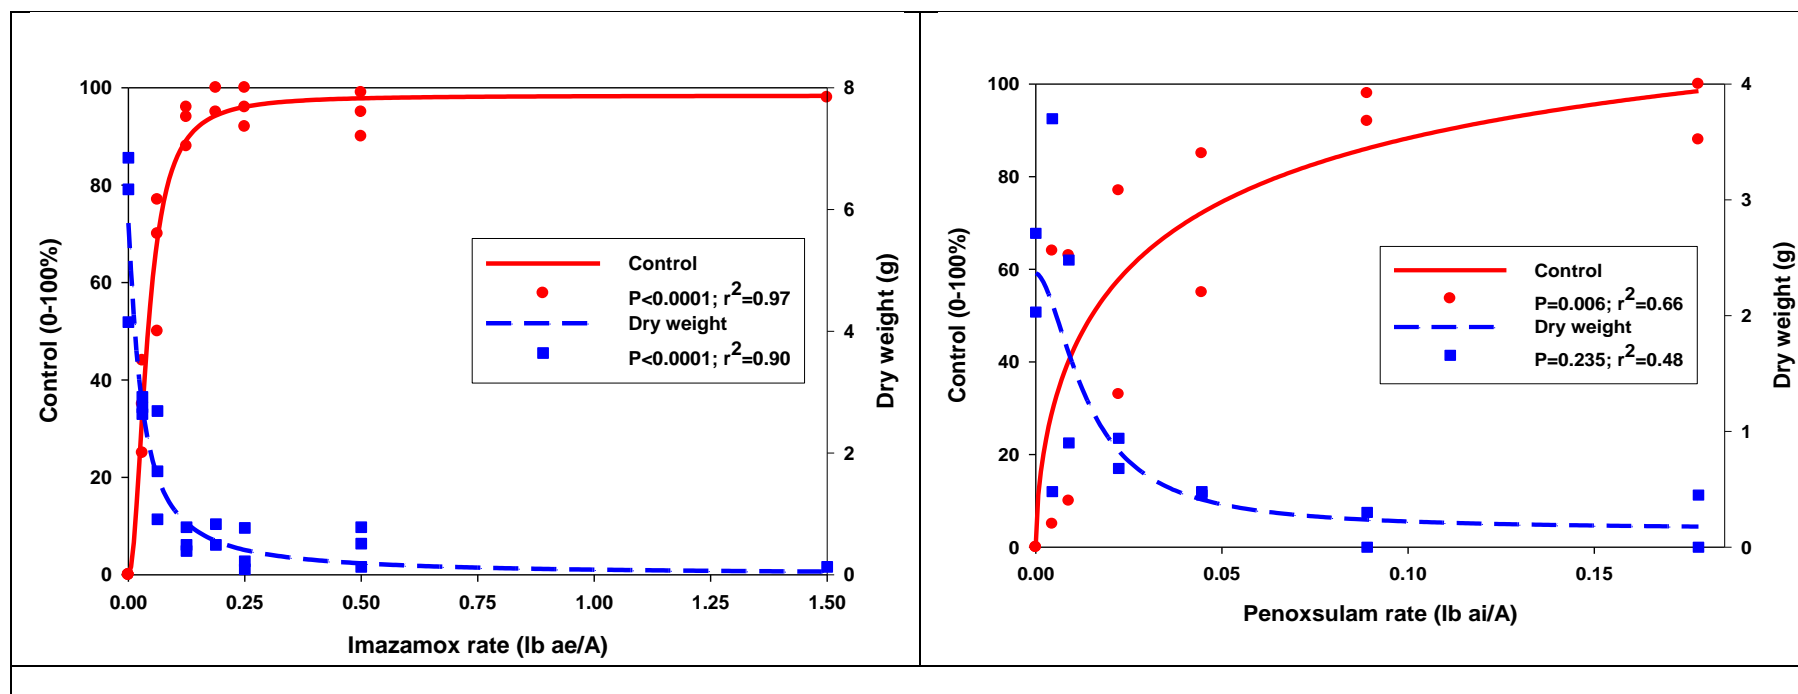 100
80
60
40
20
0
8
6
4
2
0
0.00
0.25
0.50
0.75
1.00
1.25
1.50
Control (0-100%)
Dry weight (g)
Imazamox rate (lb ae/A)
Control
P<0.0001; r²=0.97
Dry weight
P<0.0001; r²=0.90
100
80
60
40
20
0
4
3
2
1
0
0.00
0.05
0.10
0.15
Control (0-100%)
Dry weight (g)
Penoxsulam rate (lb ai/A)
Control
P=0.006; r²=0.66
Dry weight
P=0.235; r²=0.48